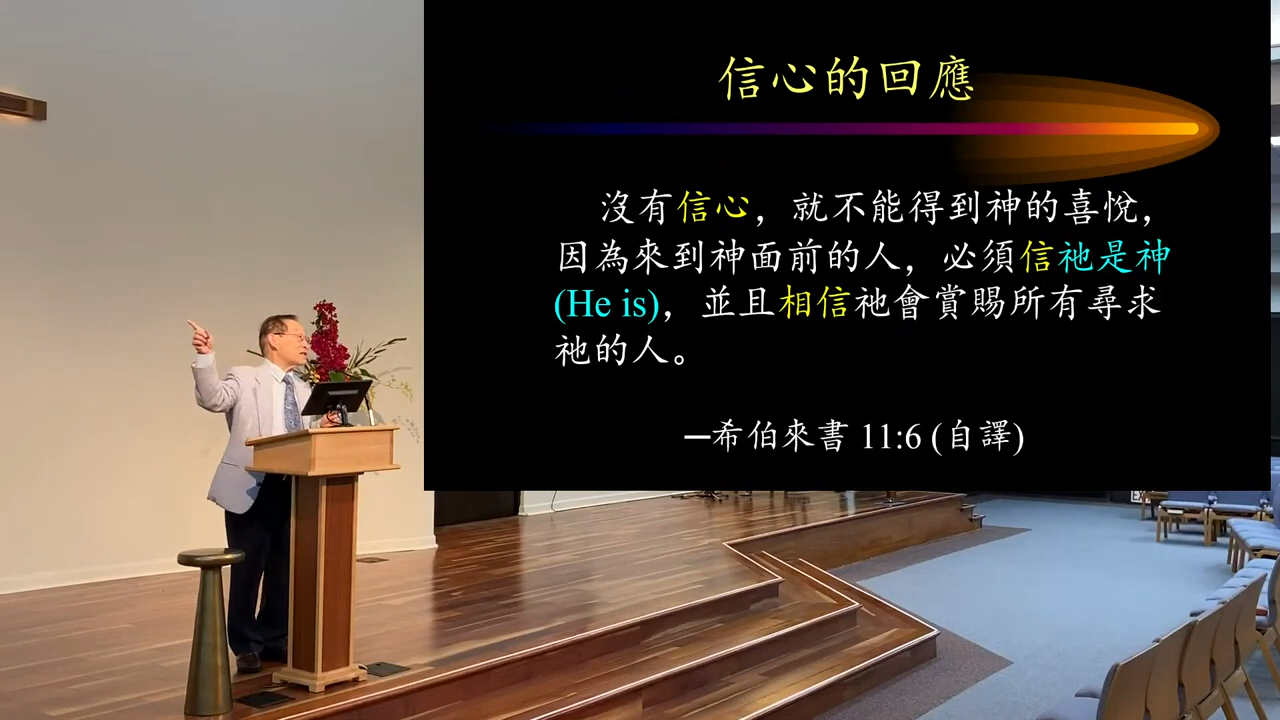 信心的回應
沒有信心，就不能得到神的喜悅，
因為來到神面前的人，必須信祂是神
(He is)，並且相信祂會賞賜所有尋求
祂的人。
─希伯來書 11:6 (自譯)